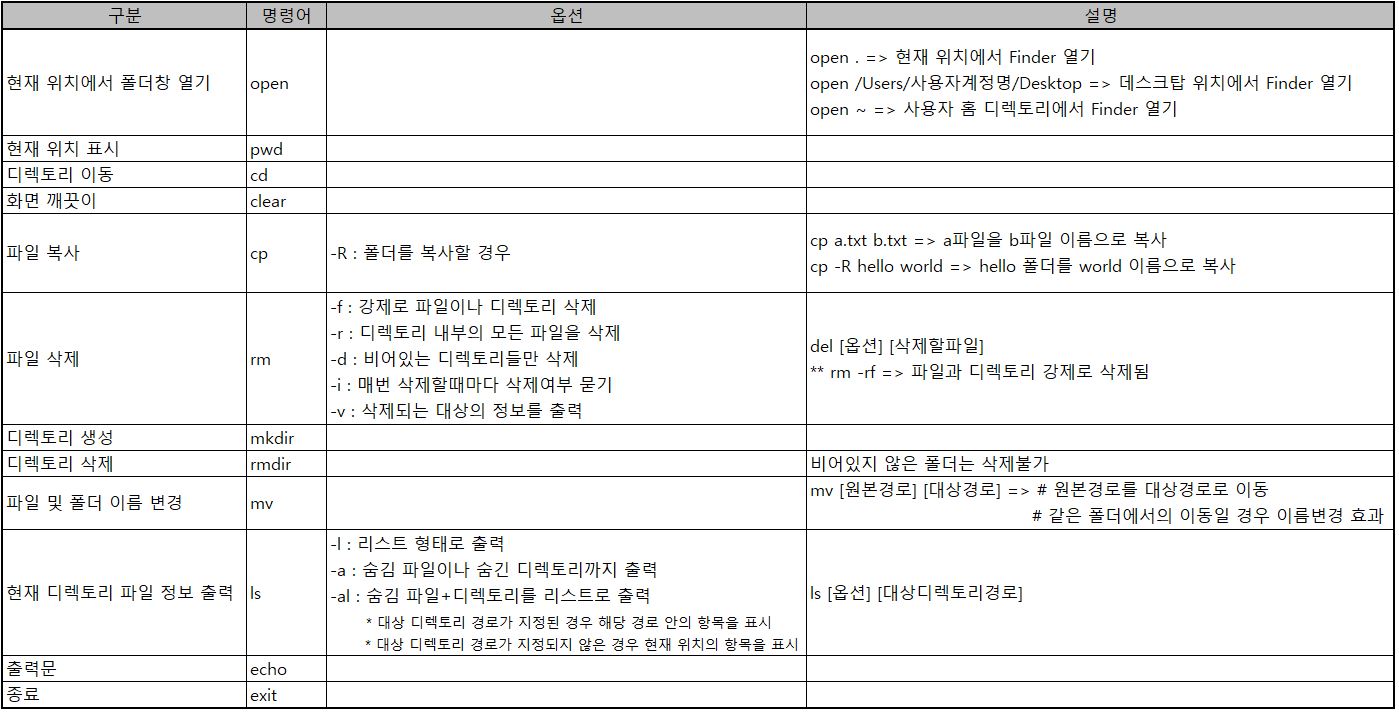 구분 명령어 옵션 설명
현재 위치에서 폴더창 열기 open
open . => 현재 위치에서 Finder 열기
open /Users/사용자계정명/Desktop => 데스크탑 위치에서 Finder 열기
open ~ => 사용자 홈 디렉토리에서 Finder 열기
현재 위치 표시 pwd
디렉토리 이동 cd
화면 깨끗이 clear
파일 복사 cp -R : 폴더를 복사할 경우
cp a.txt b.txt => a파일을 b파일 이름으로 복사
cp -R hello world => hello 폴더를 world 이름으로 복사
파일 삭제 rm
-f : 강제로 파일이나 디렉토리 삭제
-r : 디렉토리 내부의 모든 파일을 삭제
-d : 비어있는 디렉토리들만 삭제
-i : 매번 삭제할때마다 삭제여부 묻기
-v : 삭제되는 대상의 정보를 출력
del [옵션] [삭제할파일]
** rm -rf => 파일과 디렉토리 강제로 삭제됨
디렉토리 생성 mkdir
디렉토리 삭제 rmdir 비어있지 않은 폴더는 삭제불가
파일 및 폴더 이름 변경 mv
mv [원본경로] [대상경로] => # 원본경로를 대상경로로 이동
# 같은 폴더에서의 이동일 경우 이름변경 효과
현재 디렉토리 파일 정보 출력 ls
-l : 리스트 형태로 출력
-a : 숨김 파일이나 숨긴 디렉토리까지 출력
-al : 숨김 파일+디렉토리를 리스트로 출력
* 대상 디렉토리 경로가 지정된 경우 해당 경로 안의 항목을 표시
* 대상 디렉토리 경로가 지정되지 않은 경우 현재 위치의 항목을 표시
ls [옵션] [대상디렉토리경로]
출력문 echo
종료 exit